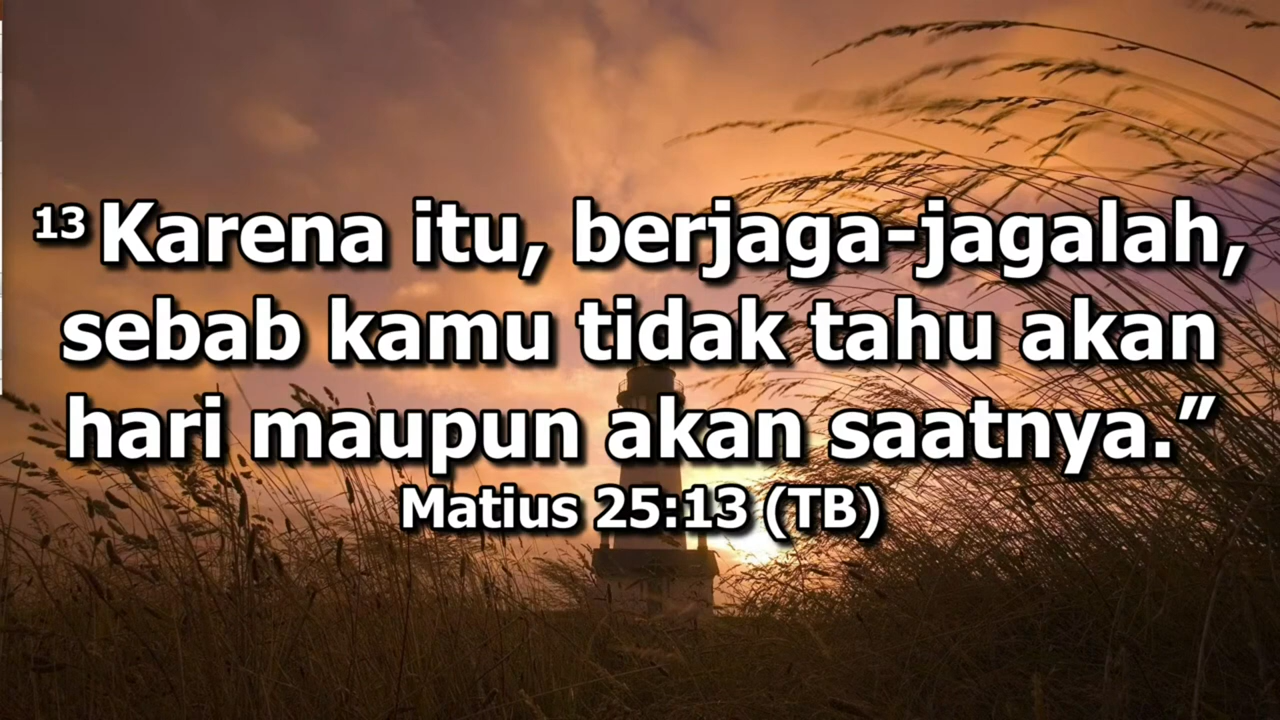 13 Karena itu, berjaga-jagalah,
sebab kamu tidak tahu akan
hari maupun akan saatnya.”
Matius 25:13 (TB)